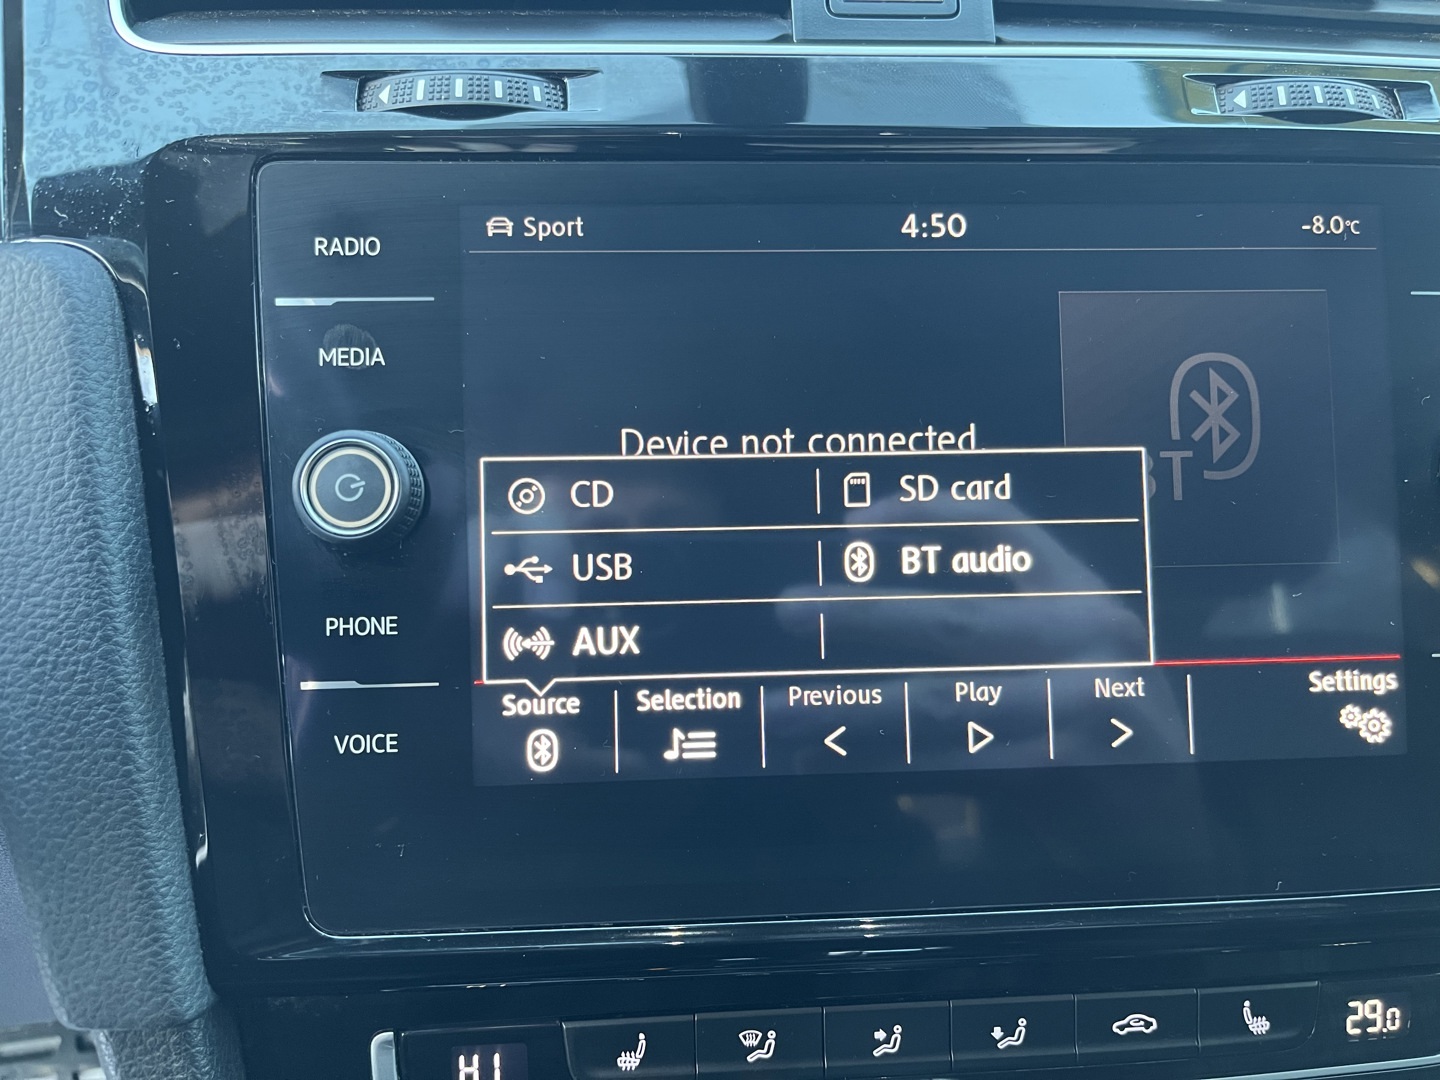 Sport 4:50 -8.0°C
RADIO
MEDIA
PHONE
VOICE
Device not connected.
BT
CD SD card
USB BT audio
AUX
Source Selection Previous Play Next Settings
HI 29.0